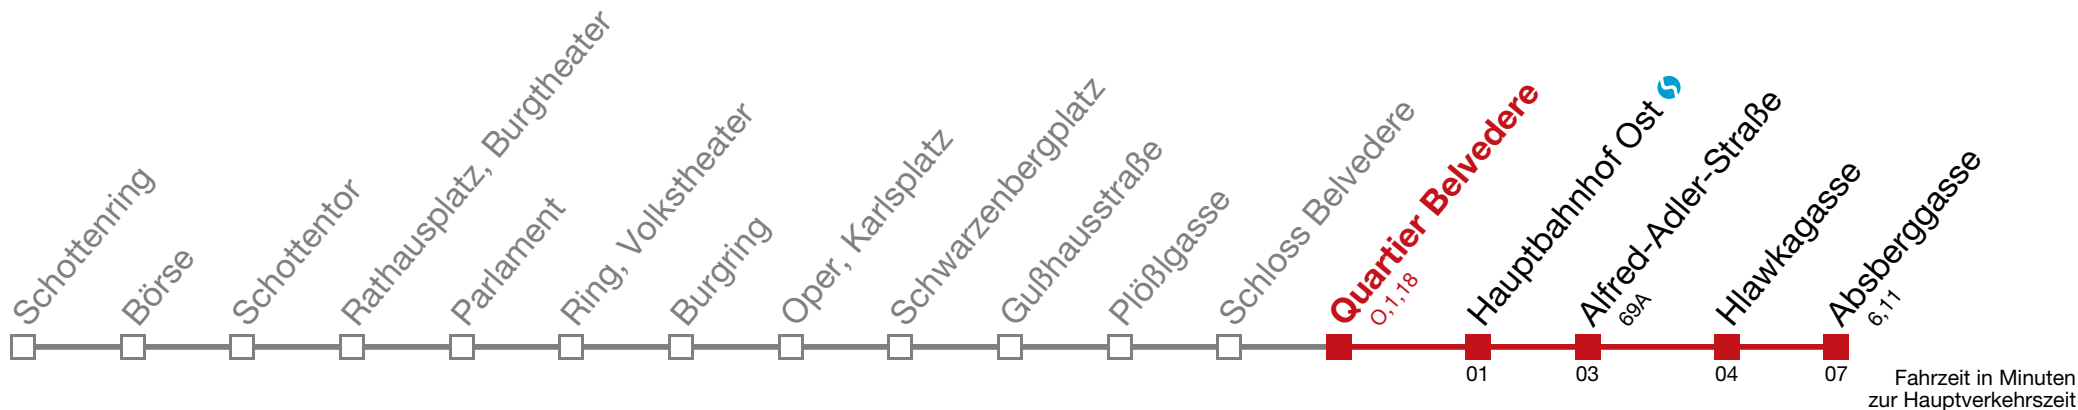 Schottenring
Börse
Schottentor
Rathausplatz, Burgtheater
Parlament
Ring, Volkstheater
Burgring
Oper, Karlsplatz
Schwarzenbergplatz
Gußhausstraße
Plößlgasse
Schloss Belvedere
Quartier Belvedere
O,1,18
Hauptbahnhof Ost
Alfred-Adler-Straße
69A
Hlawkagasse
Absberggasse
6,11
01
03
04
07
Fahrzeit in Minuten
zur Hauptverkehrszeit